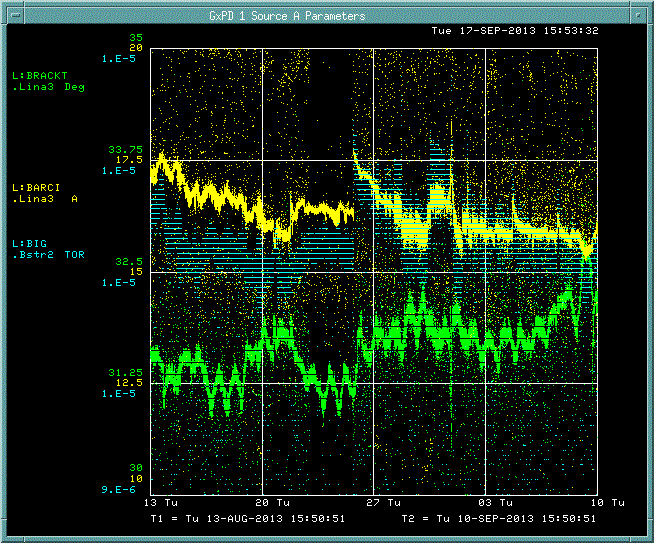 GxPD 1 Source A Parameters
Tue 17-SEP-2013 15:53:32
35
20
1.E-5
L:BRACKT
.Lina3 Deg
33.75
17.5
1.E-5
L:BARCI
.Lina3 A
L:BIG
.Bstr2 TOR
32.5
15
1.E-5
31.25
12.5
1.E-5
30
10
9.E-6
13 Tu 20 Tu 27 Tu 03 Tu 10 Tu
T1 = Tu 13-AUG-2013 15:50:51 T2 = Tu 10-SEP-2013 15:50:51